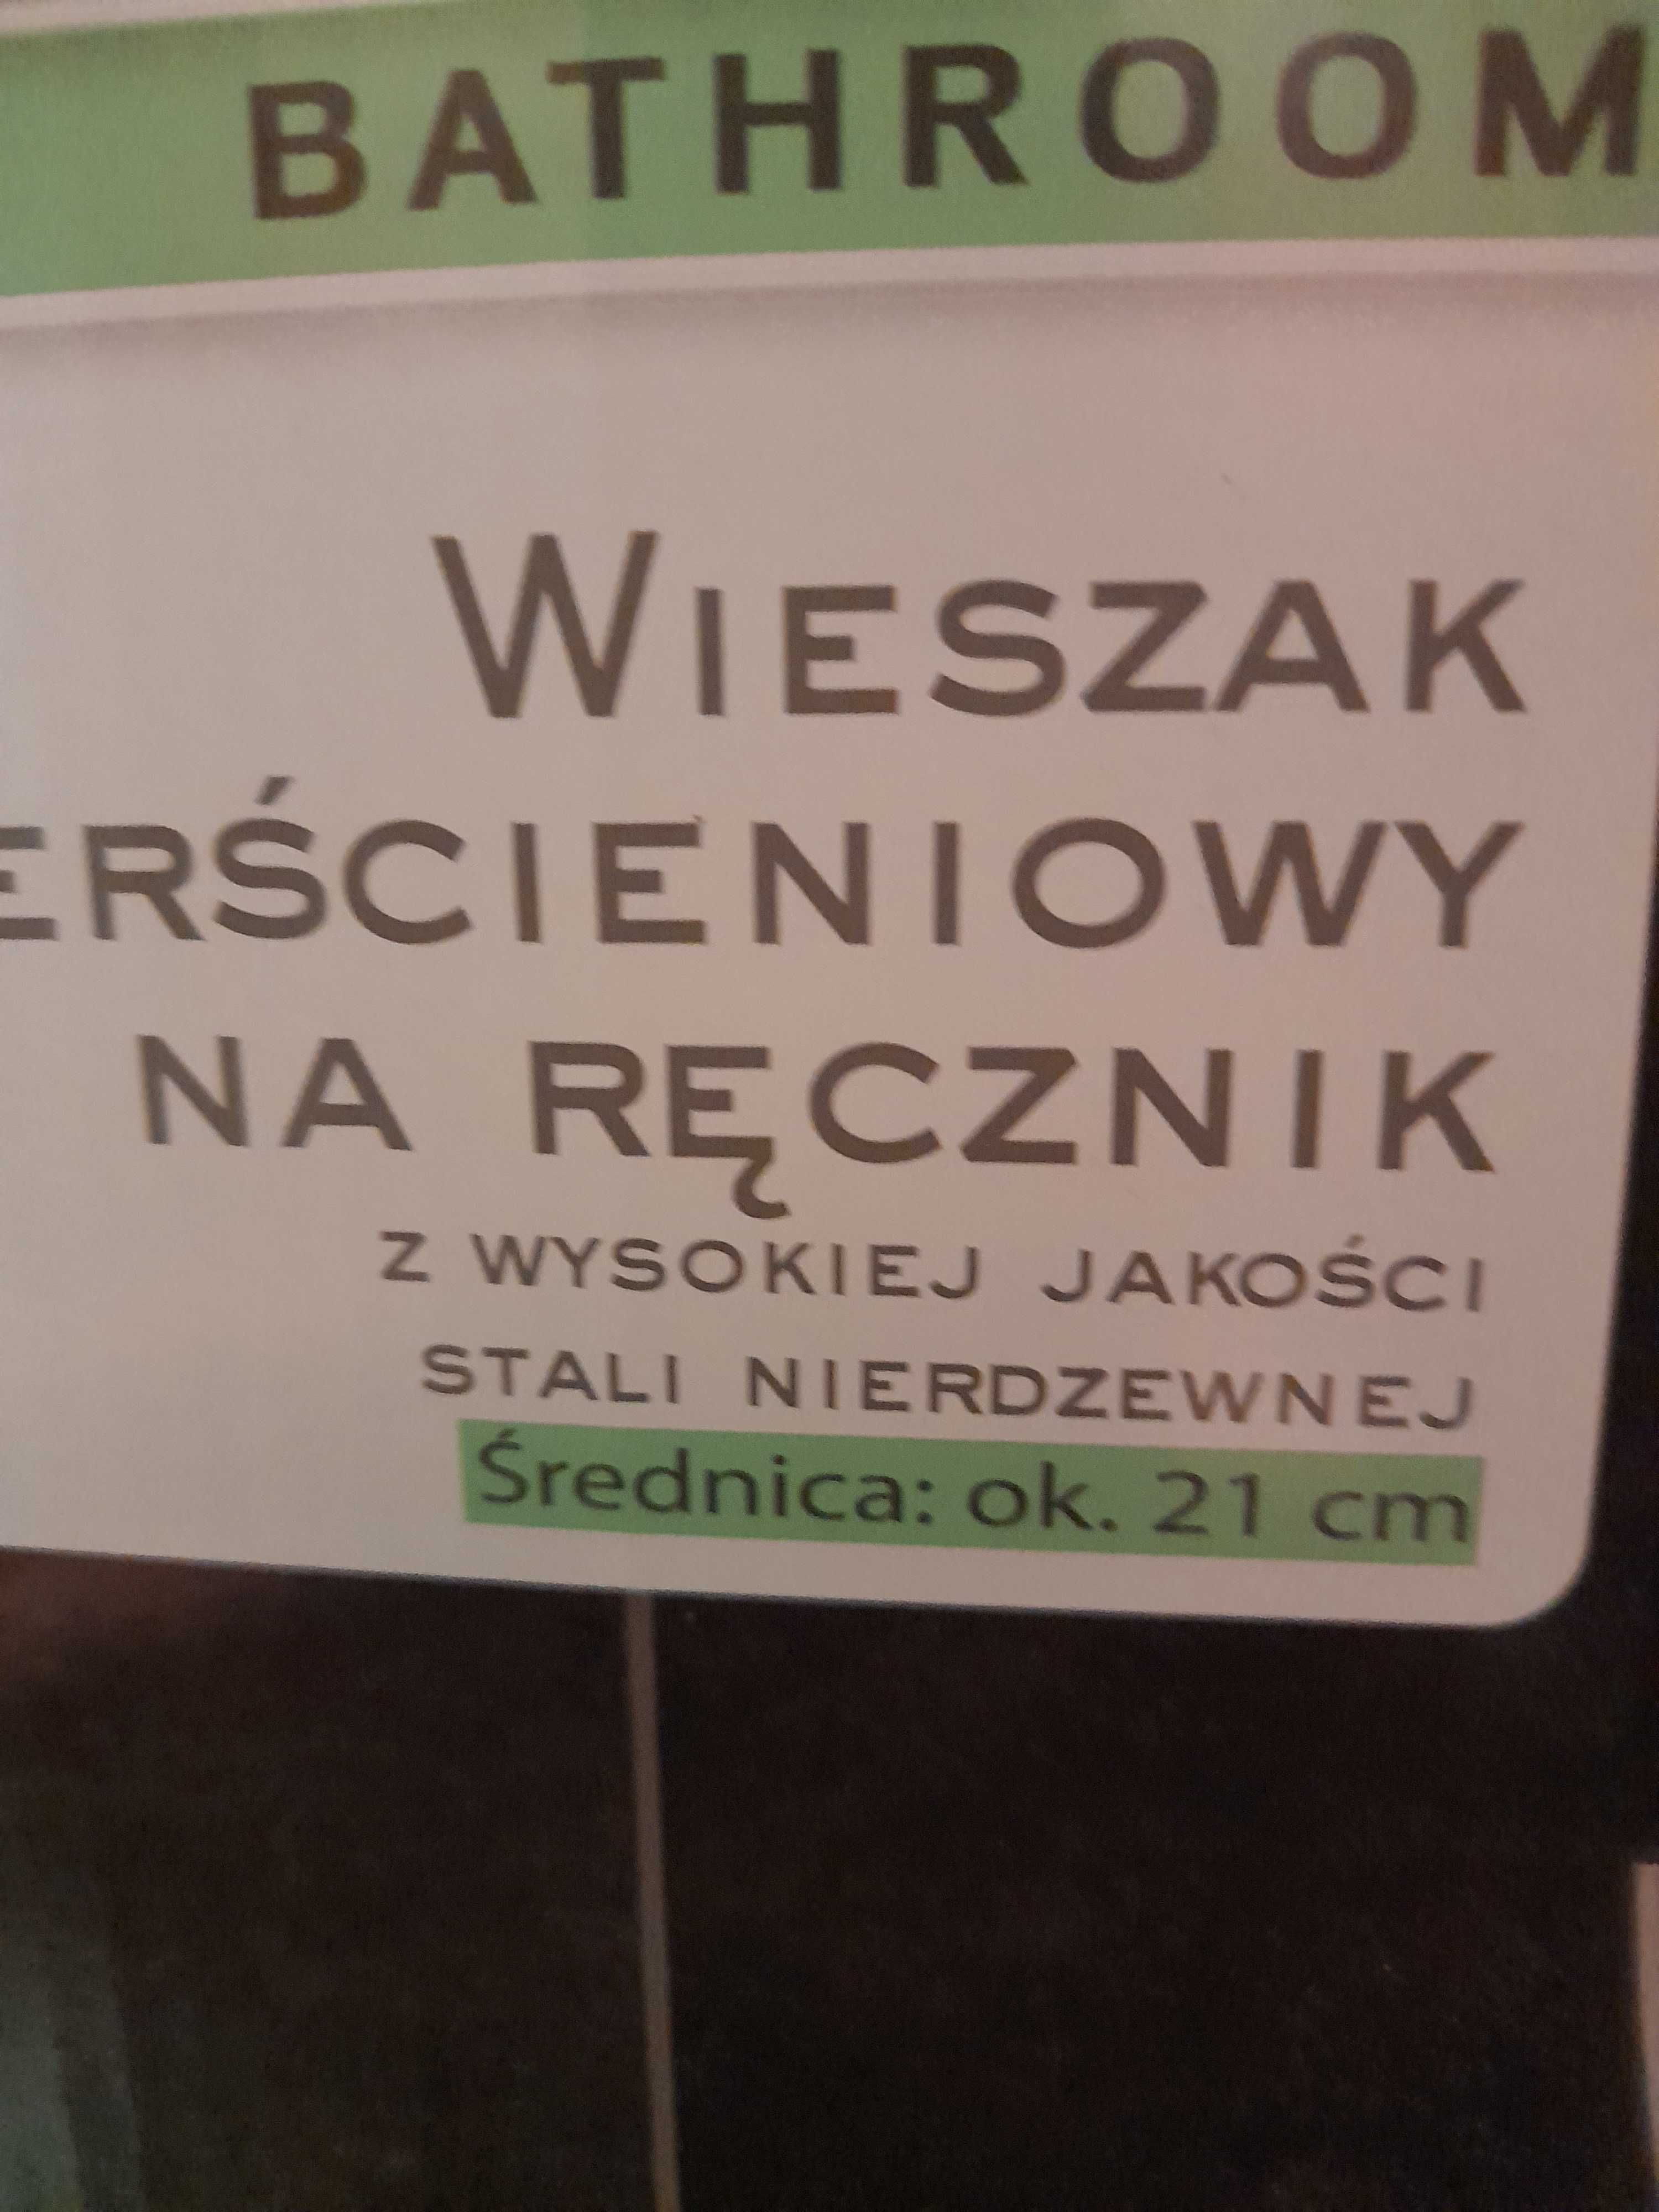 BATHROOM
WIESZAK
ERŚCIENIOWY
NA RĘCZNIK
Z WYSOKIEJ JAKOŚCI
STALI NIERDZEWNEJ
Średnica: ok. 21 cm